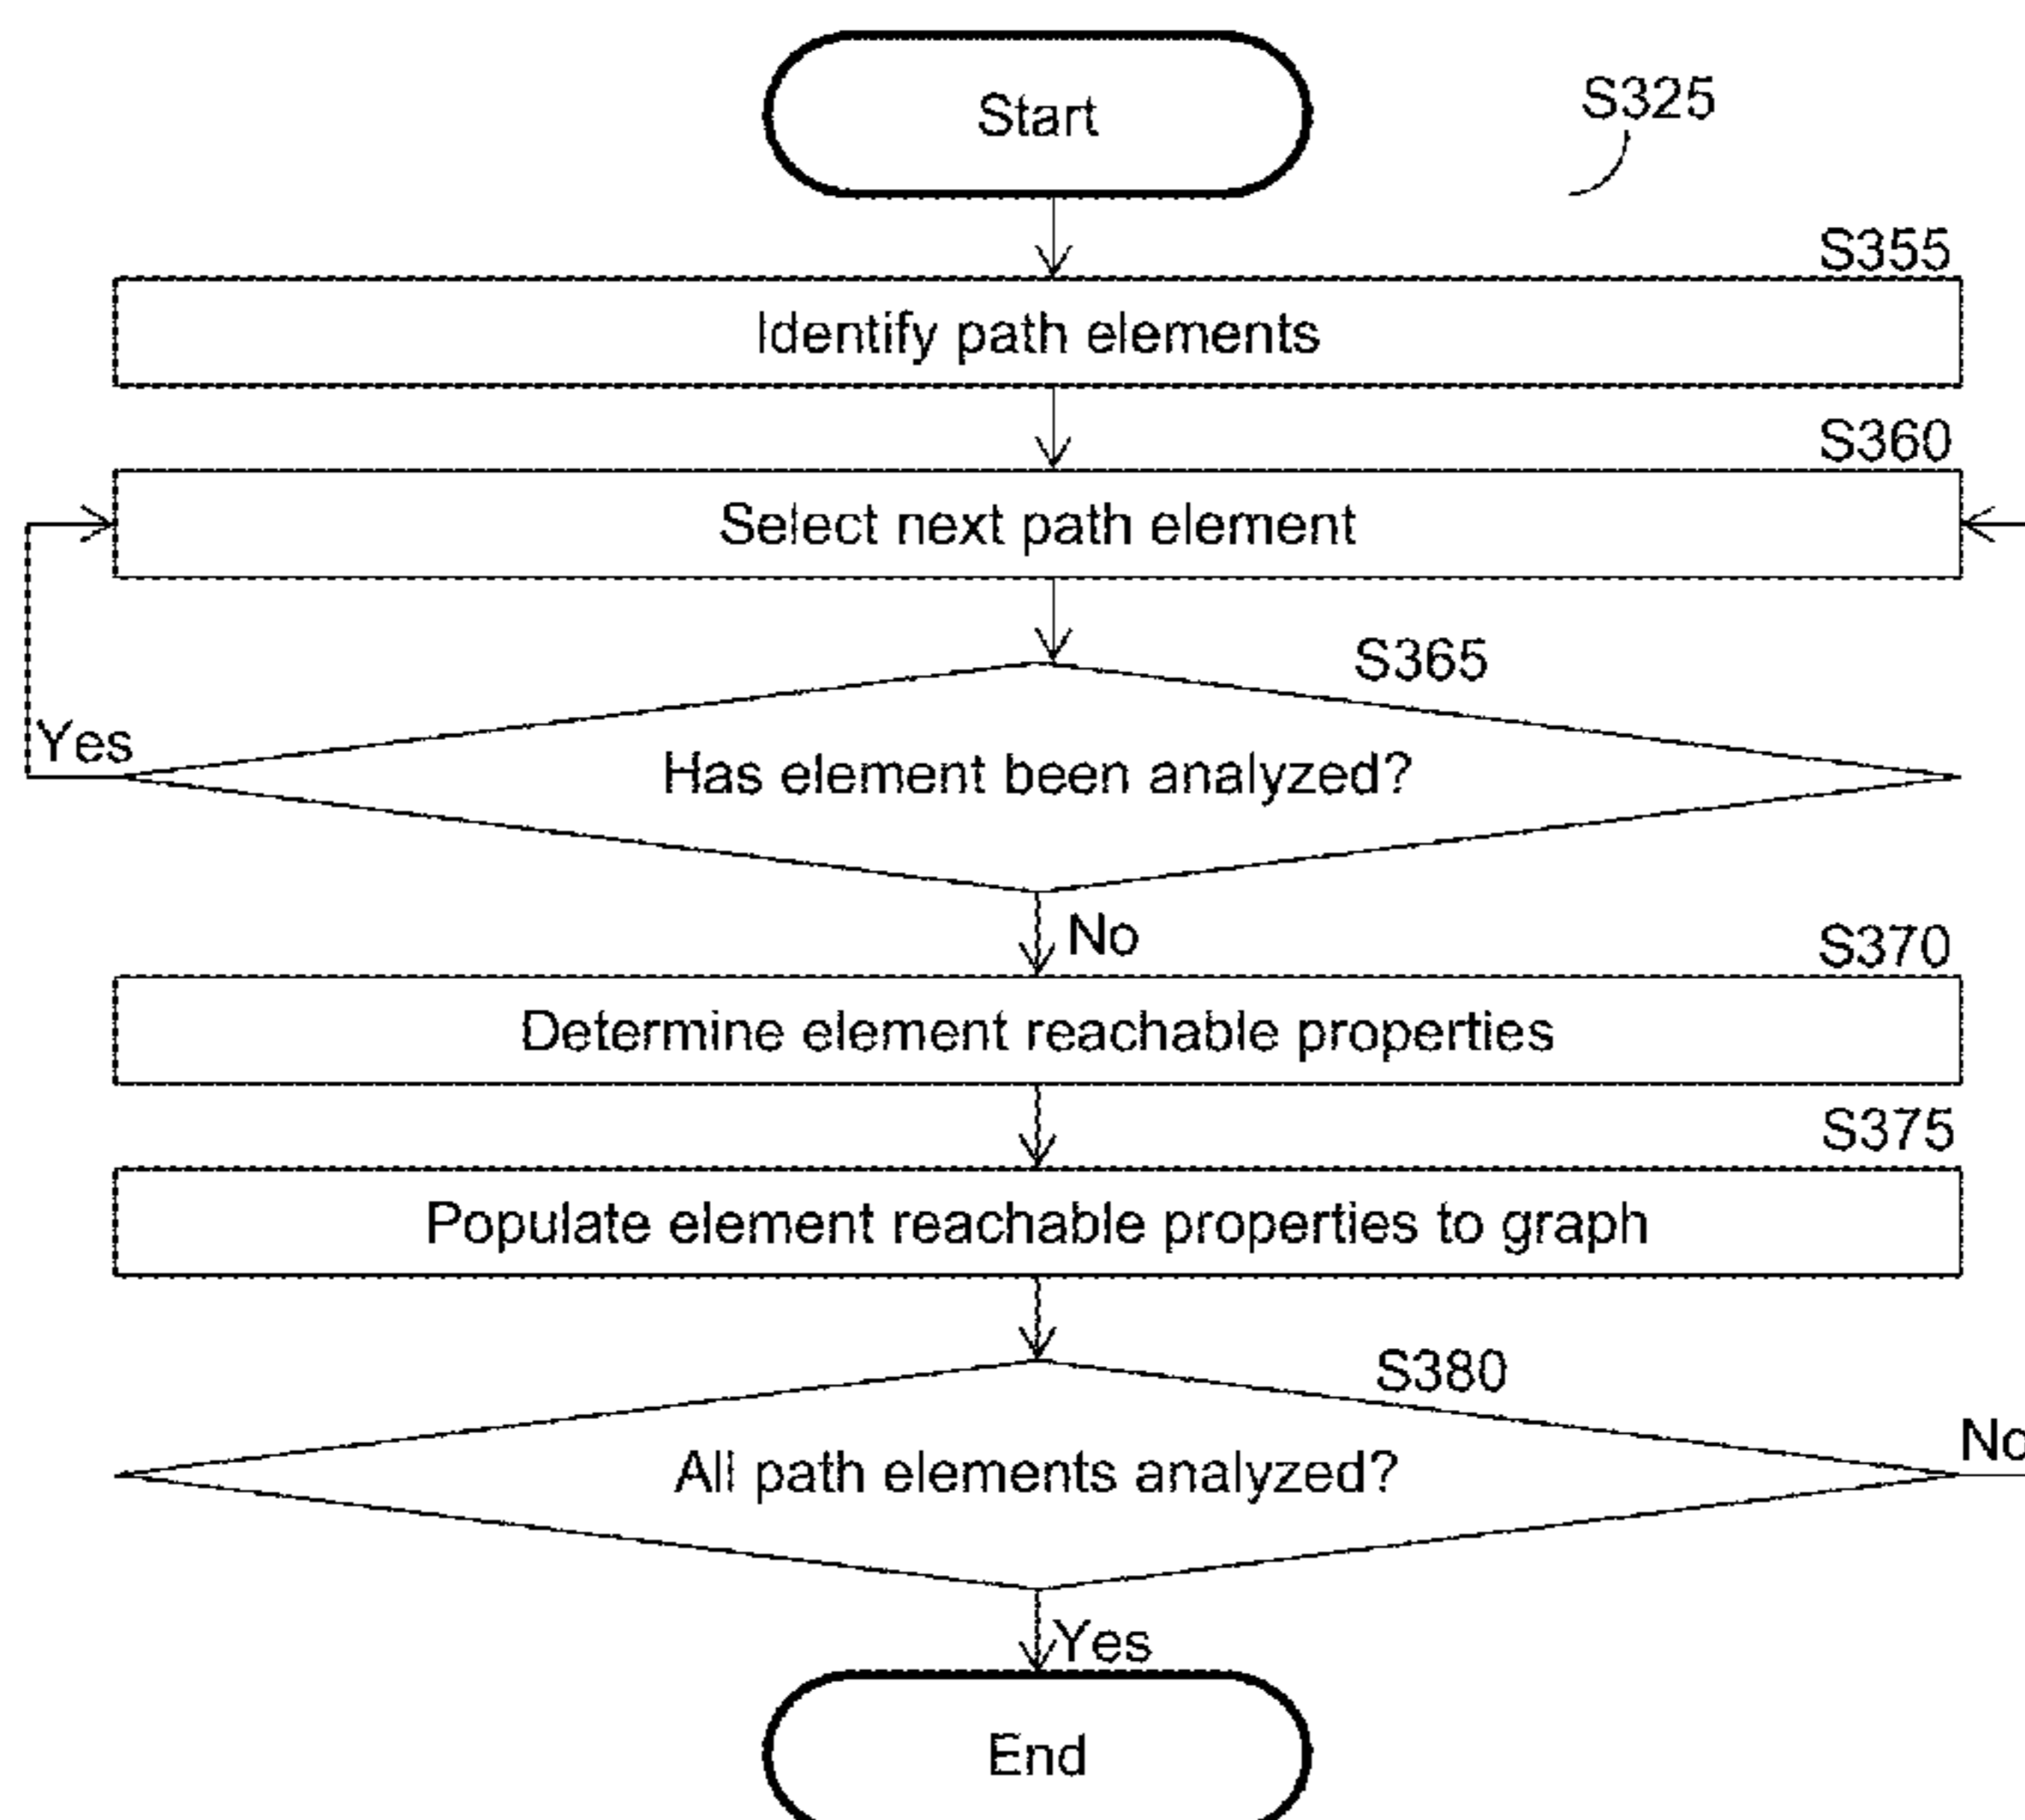 Start
S325
S355
Identify path elements
S360
Select next path element
S365
Yes
Has element been analyzed?
No
S370
Determine element reachable properties
S375
Populate element reachable properties to graph
S380
No
All path elements analyzed?
Yes
End